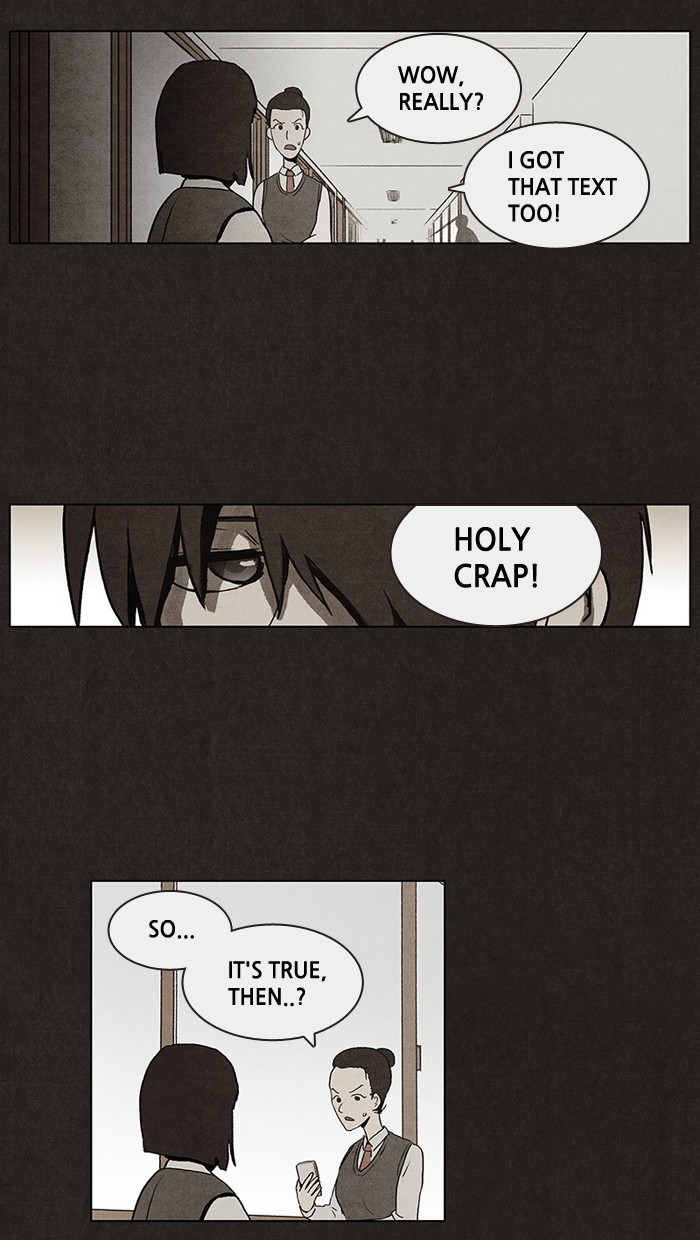 WOW,
REALLY?
I GOT
THAT TEXT
TOO!
HOLY
CRAP!
SO...
IT'S TRUE,
THEN..?